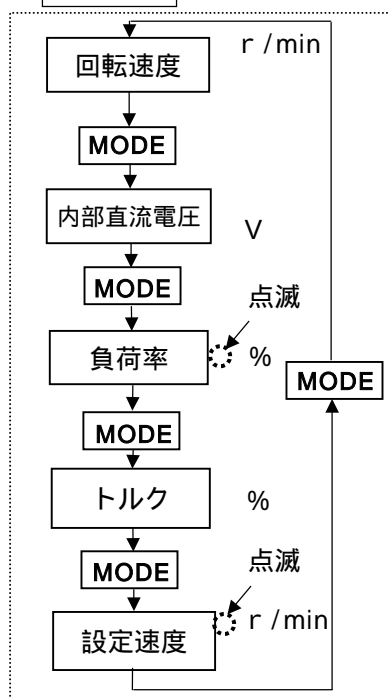 回転速度 r/min
MODE
内部直流電圧 V
MODE
点滅
負荷率 %
MODE
MODE
トルク %
MODE
点滅
設定速度 r/min